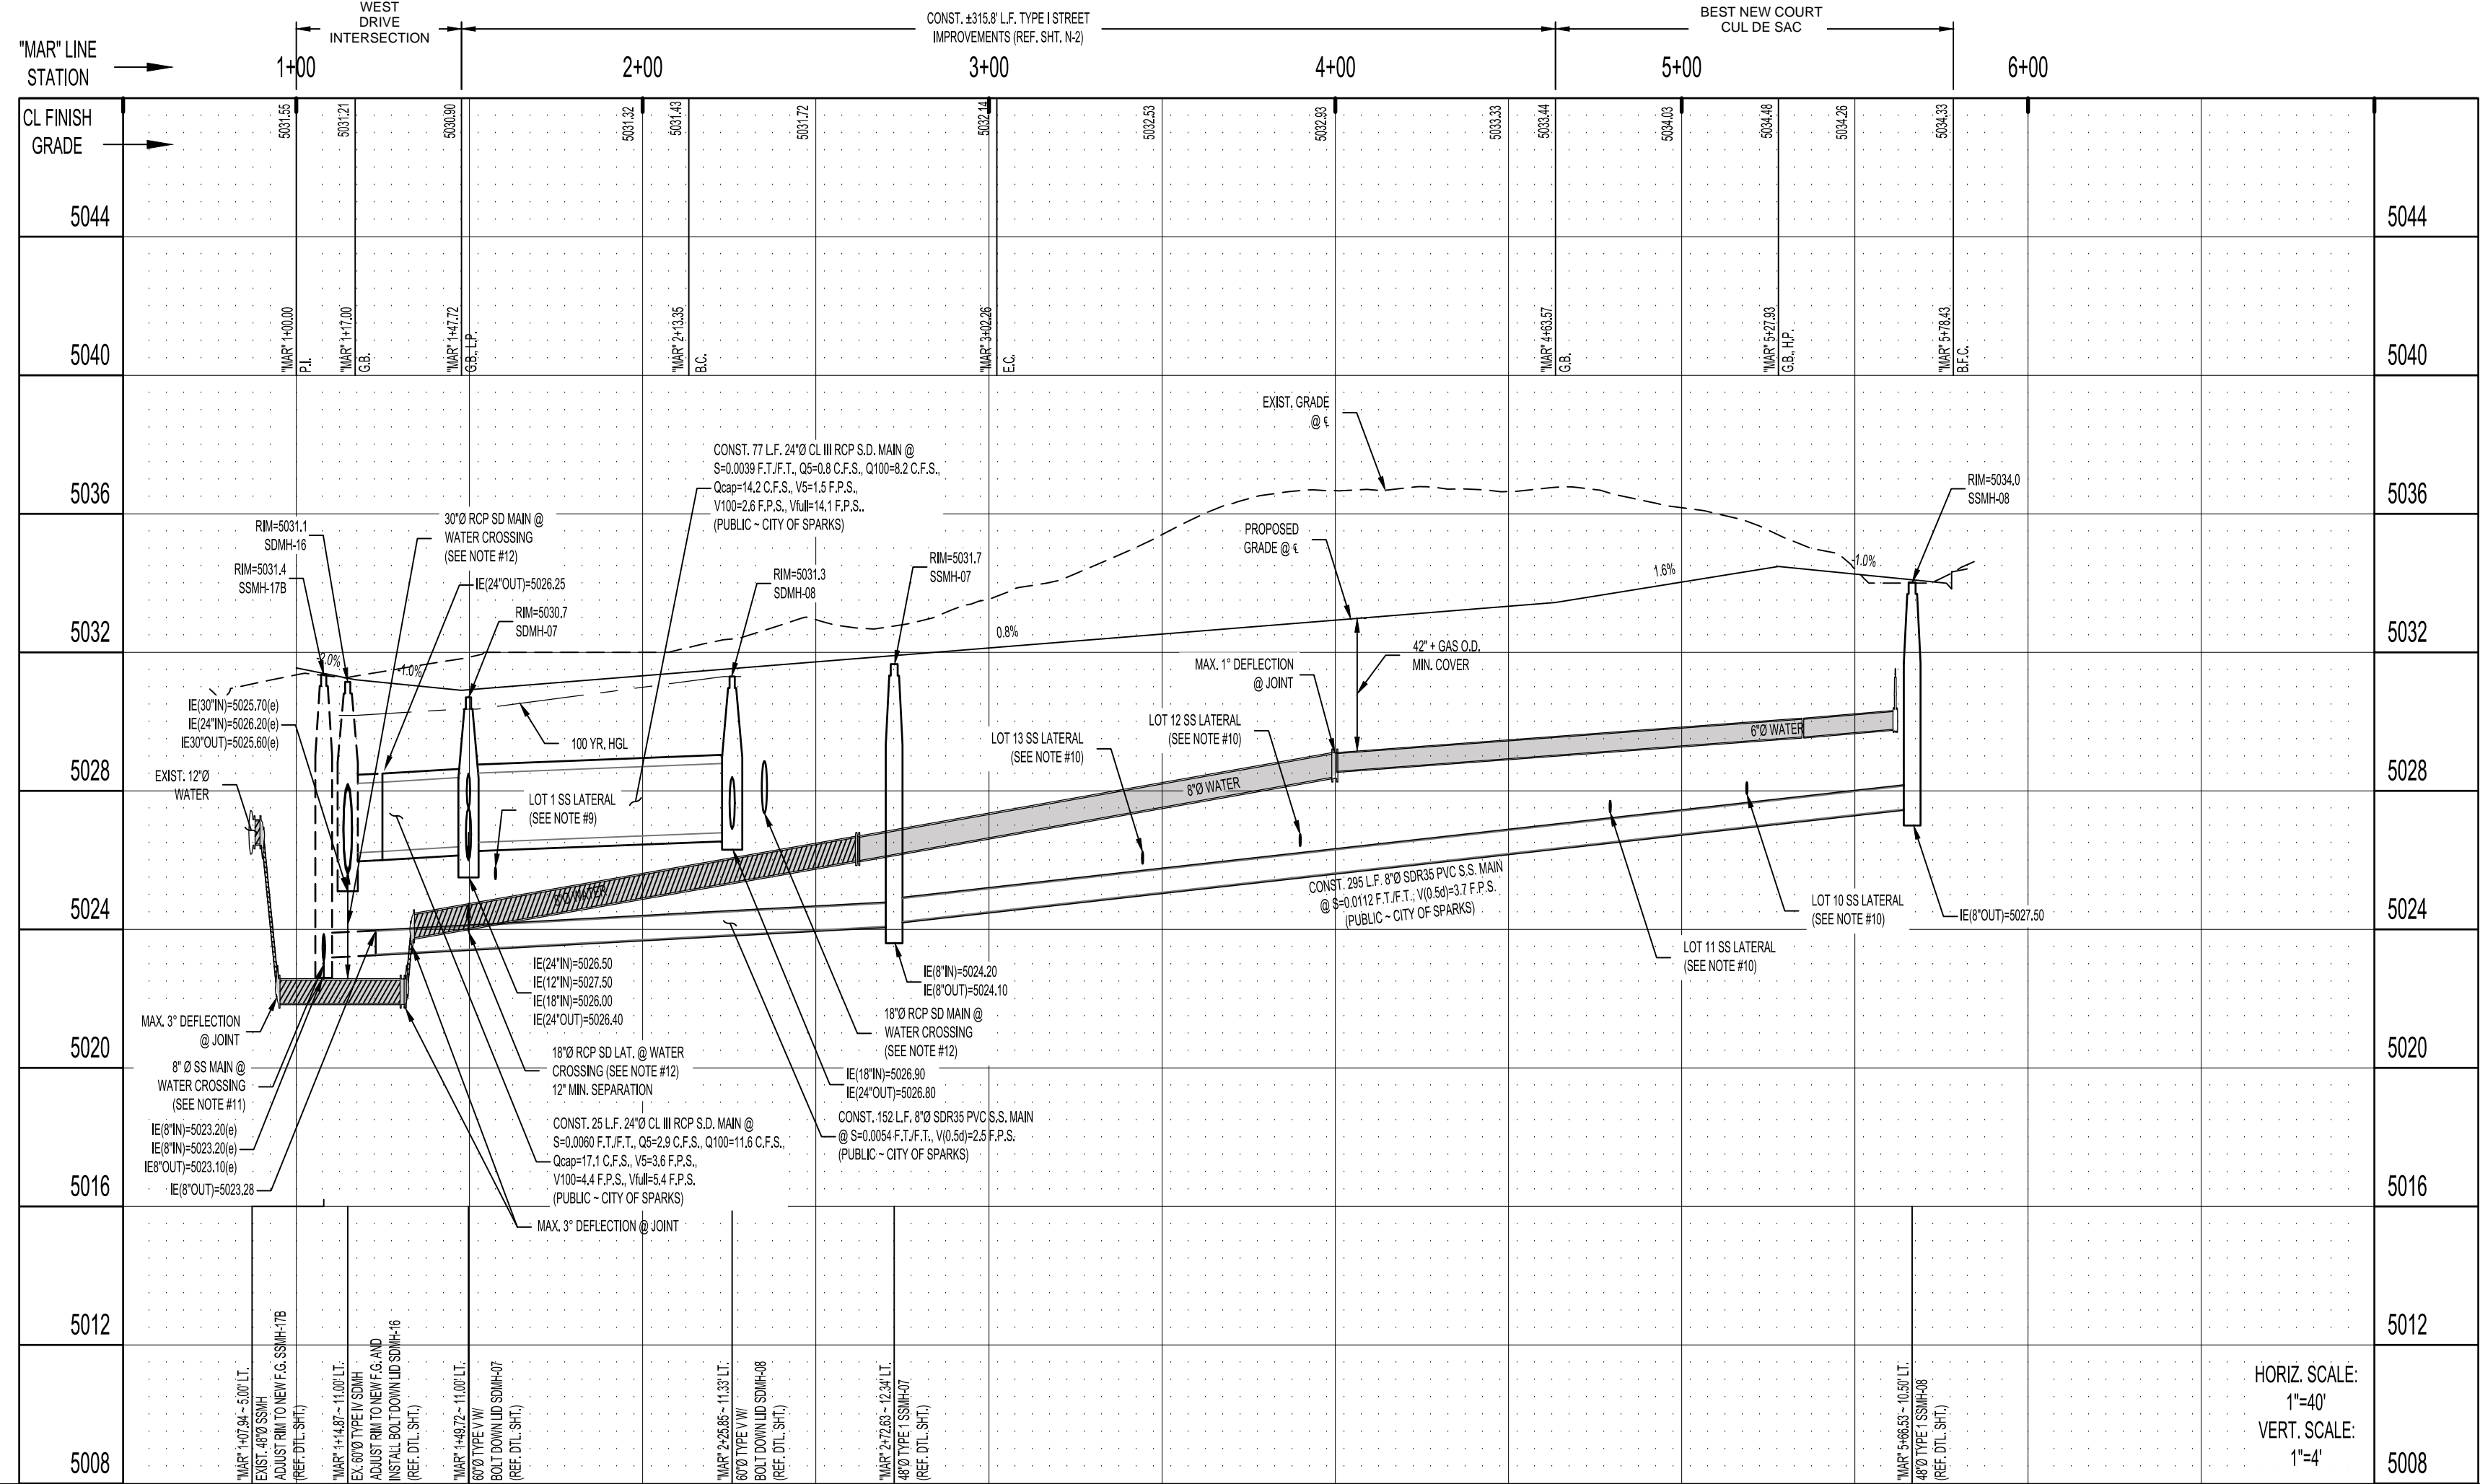 WEST
DRIVE
INTERSECTION
CONST. ±315.8' L.F. TYPE I STREET
IMPROVEMENTS (REF. SHT. N-2)
BEST NEW COURT
CUL DE SAC
"MAR" LINE
STATION
1+00
2+00
3+00
4+00
5+00
6+00
CL FINISH
GRADE
5031.55
5031.21
5030.90
5031.32
5031.43
5031.72
5032.14
5032.53
5032.93
5033.33
5033.44
5034.03
5034.48
5034.26
5034.33
5044
5044
"MAR" 1+00.00
P.I.
"MAR" 1+17.00
G.B.
"MAR" 1+47.72
G.B., L.P.
"MAR" 2+13.35
B.C.
"MAR" 3+02.26
E.C.
"MAR" 4+63.57
G.B.
"MAR" 5+27.93
G.B., H.P.
"MAR" 5+78.43
B.F.C.
5040
5040
EXIST. GRADE
@ ℄
CONST. 77 L.F. 24"Ø CL III RCP S.D. MAIN @
S=0.0039 F.T./F.T., Q5=0.8 C.F.S., Q100=8.2 C.F.S.,
Qcap=14.2 C.F.S., V5=1.5 F.P.S.,
V100=2.6 F.P.S., Vfull=14.1 F.P.S..
(PUBLIC ~ CITY OF SPARKS)
5036
5036
RIM=5034.0
SSMH-08
30"Ø RCP SD MAIN @
WATER CROSSING
(SEE NOTE #12)
RIM=5031.1
SDMH-16
PROPOSED
GRADE @ ℄
RIM=5031.4
SSMH-17B
IE(24"OUT)=5026.25
RIM=5031.3
SDMH-08
RIM=5031.7
SSMH-07
1.6%
-1.0%
RIM=5030.7
SDMH-07
5032
5032
0.8%
-2.0%
-1.0%
42" + GAS O.D.
MIN. COVER
MAX. 1° DEFLECTION
@ JOINT
IE(30"IN)=5025.70(e)
IE(24"IN)=5026.20(e)
IE30"OUT)=5025.60(e)
100 YR. HGL
LOT 12 SS LATERAL
(SEE NOTE #10)
LOT 13 SS LATERAL
(SEE NOTE #10)
6"Ø WATER
5028
5028
EXIST. 12"Ø
WATER
8"Ø WATER
LOT 1 SS LATERAL
(SEE NOTE #9)
8"Ø WATER
CONST. 295 L.F. 8"Ø SDR35 PVC S.S. MAIN
@ S=0.0112 F.T./F.T., V(0.5d)=3.7 F.P.S.
(PUBLIC ~ CITY OF SPARKS)
LOT 10 SS LATERAL
(SEE NOTE #10)
IE(8"OUT)=5027.50
5024
5024
LOT 11 SS LATERAL
(SEE NOTE #10)
IE(24"IN)=5026.50
IE(12"IN)=5027.50
IE(18"IN)=5026.00
IE(24"OUT)=5026.40
IE(8"IN)=5024.20
IE(8"OUT)=5024.10
MAX. 3° DEFLECTION
@ JOINT
18"Ø RCP SD MAIN @
WATER CROSSING
(SEE NOTE #12)
5020
5020
8" Ø SS MAIN @
WATER CROSSING
(SEE NOTE #11)
18"Ø RCP SD LAT. @ WATER
CROSSING (SEE NOTE #12)
12" MIN. SEPARATION
IE(18"IN)=5026.90
IE(24"OUT)=5026.80
IE(8"IN)=5023.20(e)
IE(8"IN)=5023.20(e)
IE8"OUT)=5023.10(e)
CONST. 25 L.F. 24"Ø CL III RCP S.D. MAIN @
S=0.0060 F.T./F.T., Q5=2.9 C.F.S., Q100=11.6 C.F.S.,
Qcap=17.1 C.F.S., V5=3.6 F.P.S.,
V100=4.4 F.P.S., Vfull=5.4 F.P.S.
(PUBLIC ~ CITY OF SPARKS)
CONST. 152 L.F. 8"Ø SDR35 PVC S.S. MAIN
@ S=0.0054 F.T./F.T., V(0.5d)=2.5 F.P.S.
(PUBLIC ~ CITY OF SPARKS)
IE(8"OUT)=5023.28
5016
5016
MAX. 3° DEFLECTION @ JOINT
5012
5012
"MAR" 1+07.94 ~ 5.00' LT.
EXIST. 48"Ø SSMH
ADJUST RIM TO NEW F.G. SSMH-17B
(REF. DTL. SHT.)
"MAR" 1+14.87 ~ 11.00' LT.
EX. 60"Ø TYPE IV SDMH
ADJUST RIM TO NEW F.G. AND
INSTALL BOLT DOWN LID SDMH-16
(REF. DTL. SHT.)
"MAR" 1+49.72 ~ 11.00' LT.
60"Ø TYPE V W/
BOLT DOWN LID SDMH-07
(REF. DTL. SHT.)
"MAR" 2+25.85 ~ 11.33' LT.
60"Ø TYPE V W/
BOLT DOWN LID SDMH-08
(REF. DTL. SHT.)
"MAR" 2+72.63 ~ 12.34' LT.
48"Ø TYPE 1 SSMH-07
(REF. DTL. SHT.)
"MAR" 5+66.53 ~ 10.50' LT.
48"Ø TYPE 1 SSMH-08
(REF. DTL. SHT.)
HORIZ. SCALE:
1"=40'
VERT. SCALE:
1"=4'
5008
5008